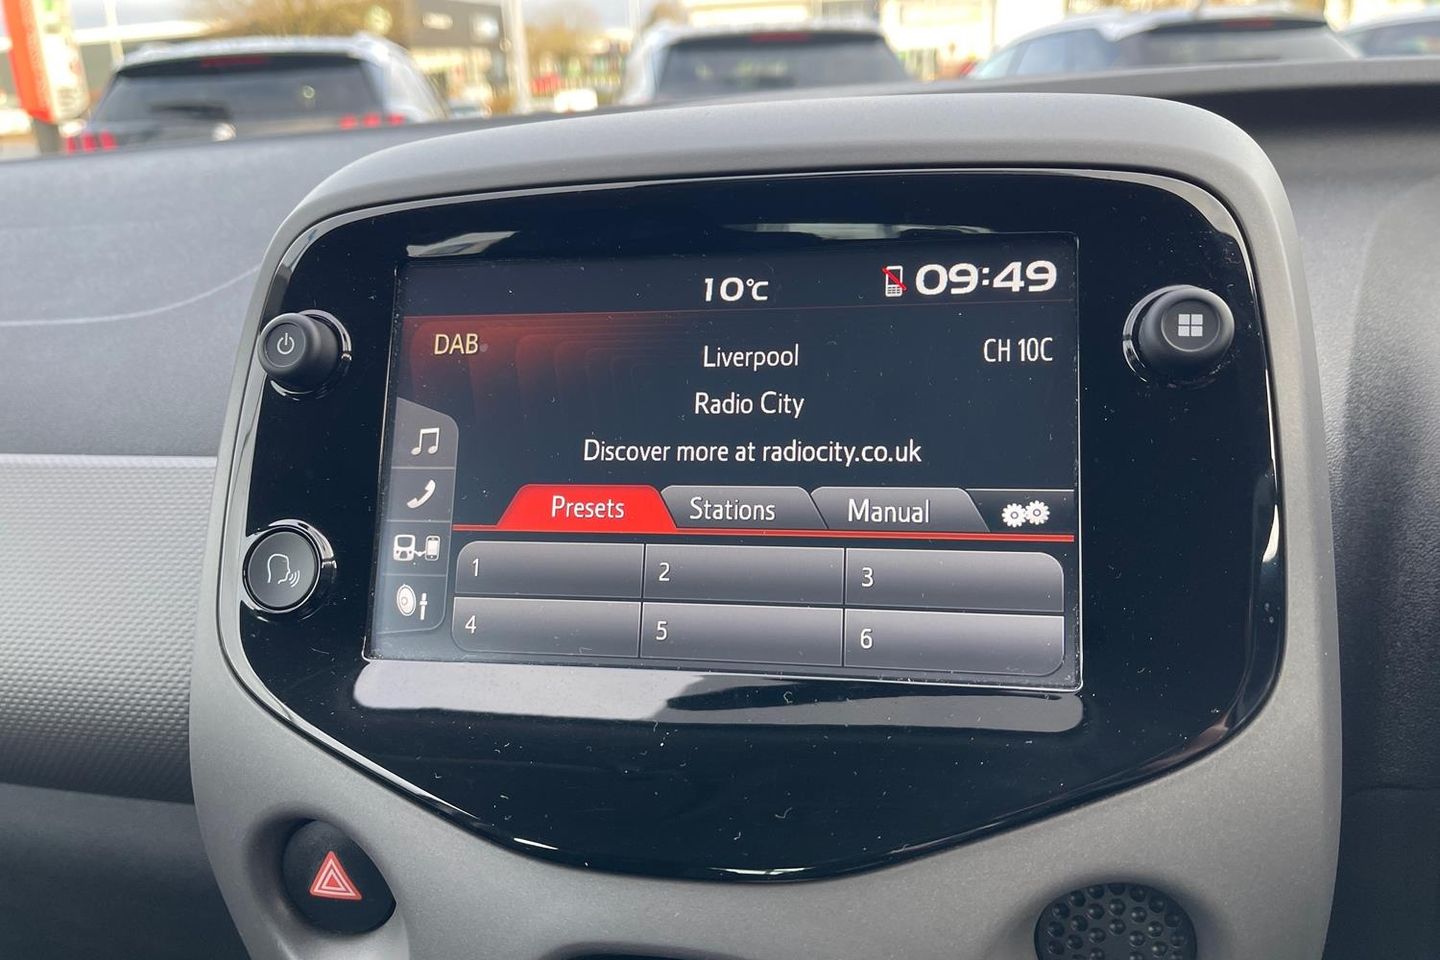 10°C
09:49
DAB
Liverpool
CH 10C
Radio City
Discover more at radiocity.co.uk
Presets
Stations
Manual
1
2
3
4
5
6